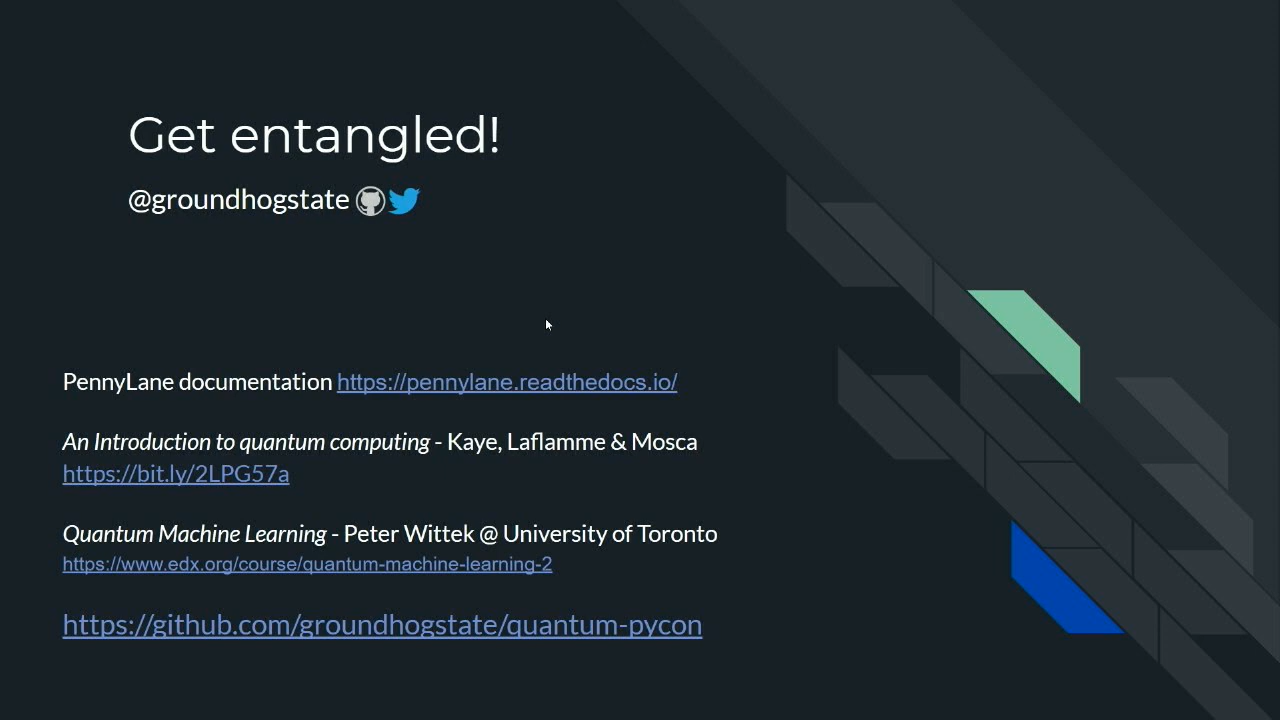 Get entangled!
@groundhogstate
PennyLane documentation https://pennylane.readthedocs.io/
An Introduction to quantum computing - Kaye, Laflamme & Mosca
https://bit.ly/2LPG57a
Quantum Machine Learning - Peter Wittek @ University of Toronto
https://www.edx.org/course/quantum-machine-learning-2
https://github.com/groundhogstate/quantum-pycon